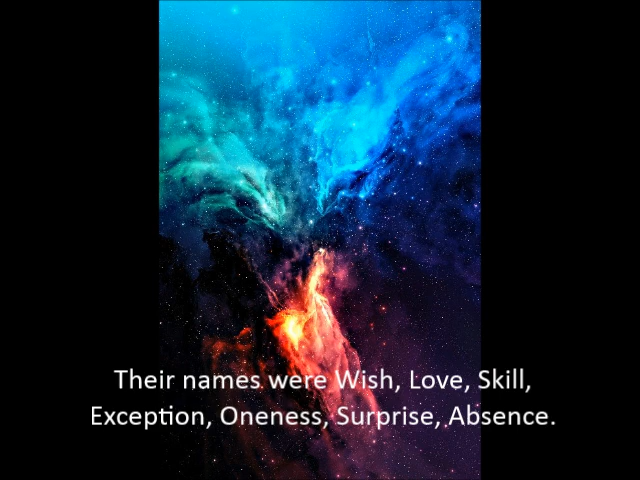 Their names were Wish, Love, Skill,
Exception, Oneness, Surprise, Absence.